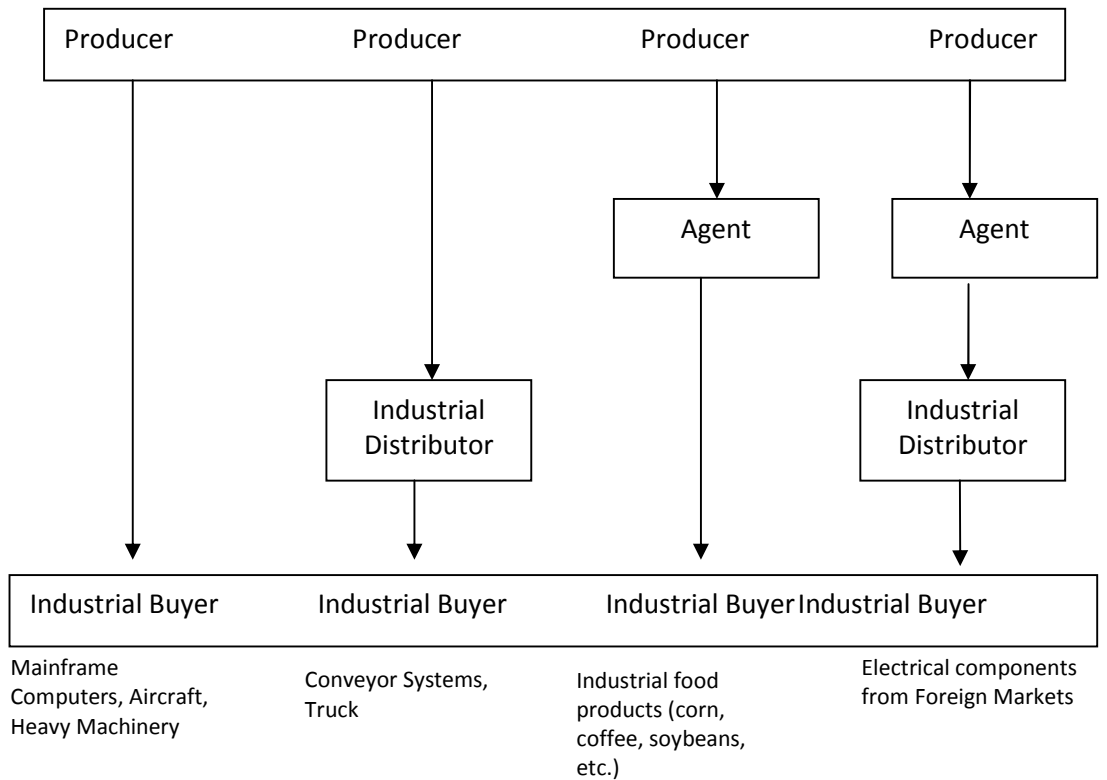 Producer Producer Producer Producer
Agent Agent
Industrial
Distributor
Industrial
Distributor
Industrial Buyer Industrial Buyer Industrial Buyer Industrial Buyer
Mainframe
Computers, Aircraft,
Heavy Machinery
Conveyor Systems,
Truck
Industrial food
products (corn,
coffee, soybeans,
etc.)
Electrical components
from Foreign Markets